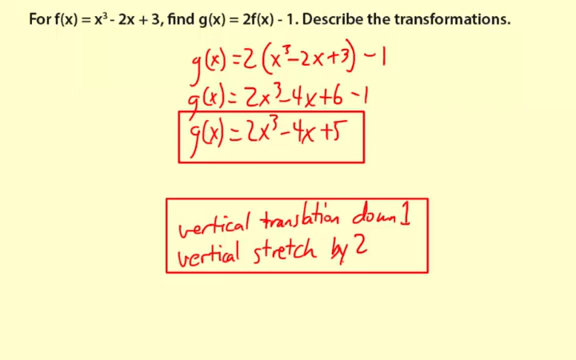 For f(x) = x³ - 2x + 3, find g(x) = 2f(x) - 1. Describe the transformations.
g(x) = 2(x³-2x+3) - 1
g(x) = 2x³-4x+6 -1
g(x) = 2x³-4x+5
vertical translation down 1
vertical stretch by 2